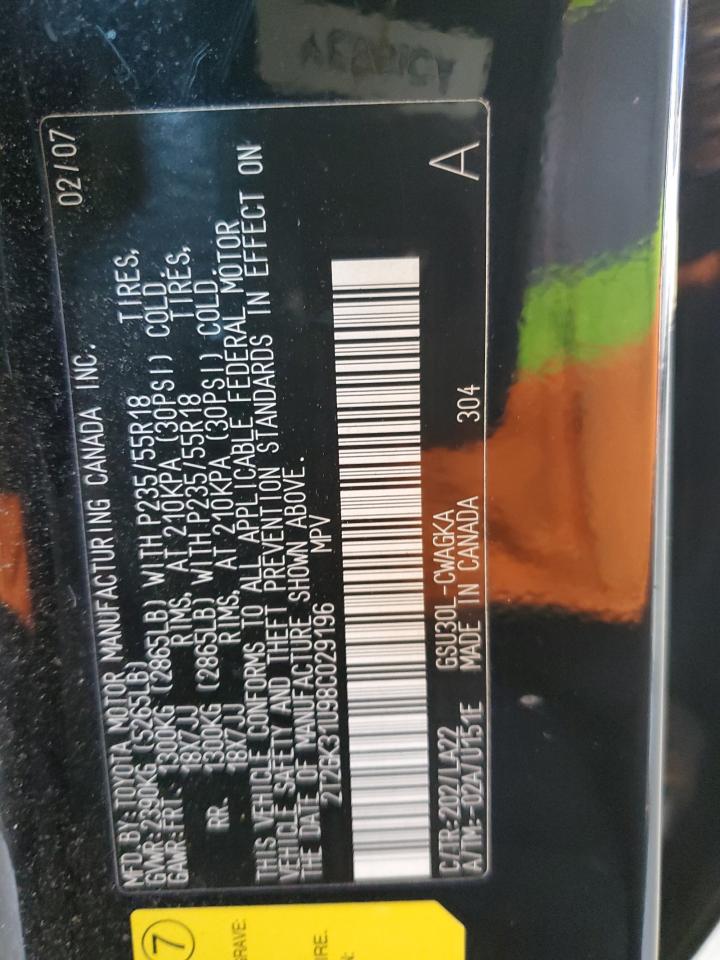 MFD. BY: TOYOTA MOTOR MANUFACTURING CANADA INC. 02/07
GVWR: 2390KG (5265LB)
GAWR: FRT. 1300KG (2865LB) WITH P235/55R18 TIRES,
18X7JJ RIMS, AT 210KPA (30PSI) COLD.
RR. 1300KG (2865LB) WITH P235/55R18 TIRES,
18X7JJ RIMS, AT 210KPA (30PSI) COLD.
THIS VEHICLE CONFORMS TO ALL APPLICABLE FEDERAL MOTOR
VEHICLE SAFETY AND THEFT PREVENTION STANDARDS IN EFFECT ON
THE DATE OF MANUFACTURE SHOWN ABOVE.
2T2GK31U98C029196 MPV
C/TR: 202/LA22 GSU30L-CWAGKA A
A/TM: -02A/U151E MADE IN CANADA 304
7